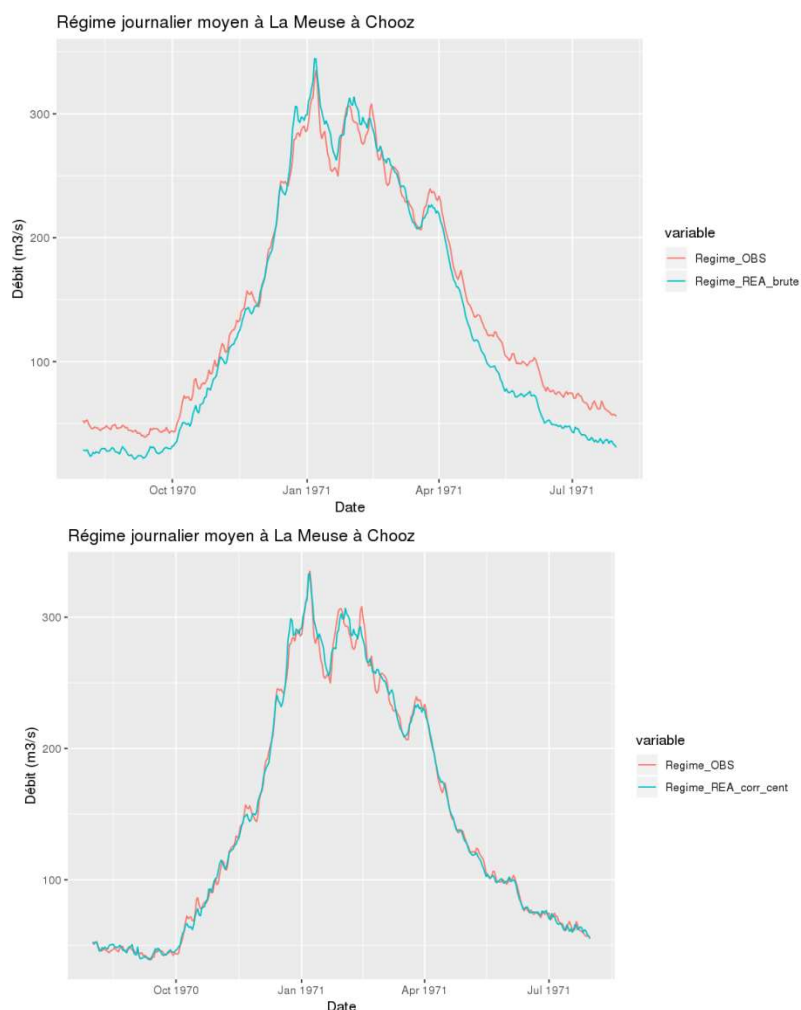 Régime journalier moyen à La Meuse à Chooz
300
200
100
Débit (m3/s)
Oct 1970
Jan 1971
Apr 1971
Jul 1971
Date
variable
Regime_OBS
Regime_REA_brute
Régime journalier moyen à La Meuse à Chooz
300
200
100
Débit (m3/s)
Oct 1970
Jan 1971
Apr 1971
Jul 1971
Date
variable
Regime_OBS
Regime_REA_corr_cent